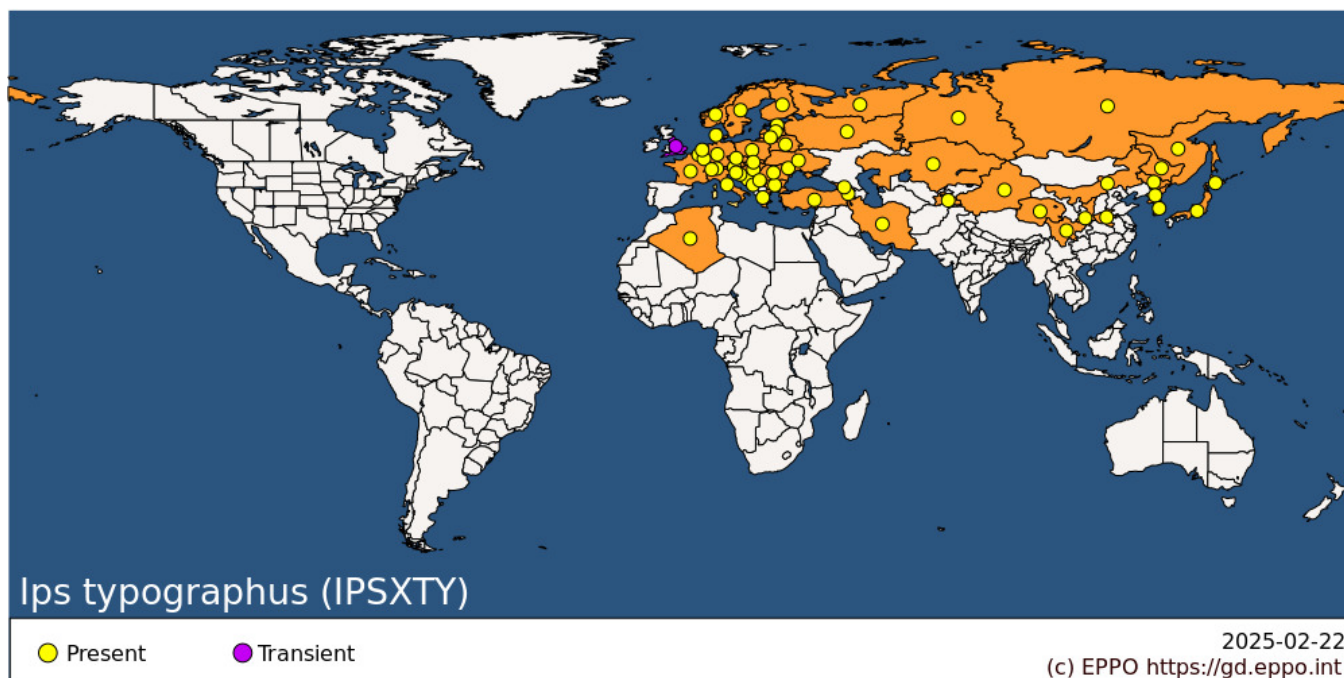 Ips typographus (IPSXTY)
Present
Transient
2025-02-22
(c) EPPO https://gd.eppo.int